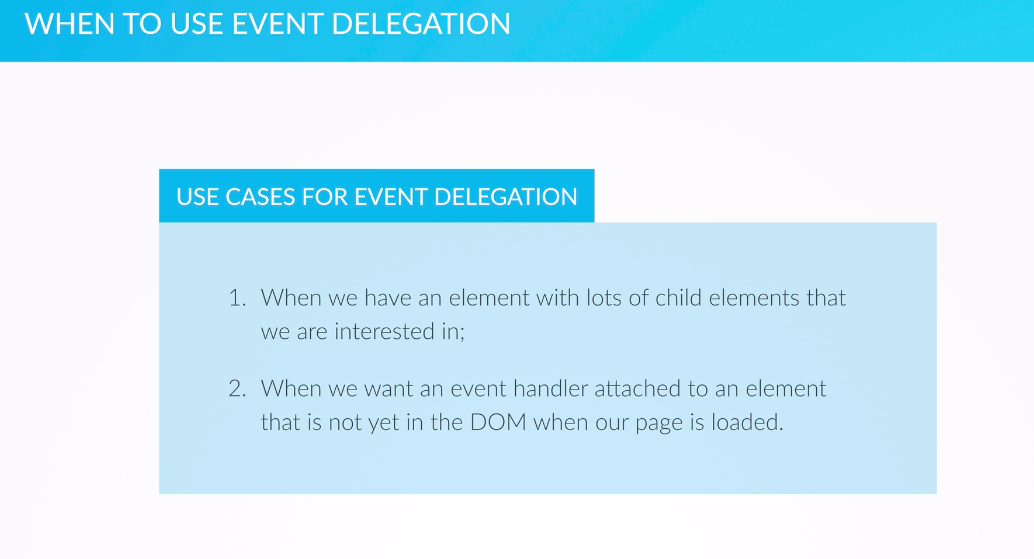 WHEN TO USE EVENT DELEGATION
USE CASES FOR EVENT DELEGATION
1. When we have an element with lots of child elements that
we are interested in;
2. When we want an event handler attached to an element
that is not yet in the DOM when our page is loaded.